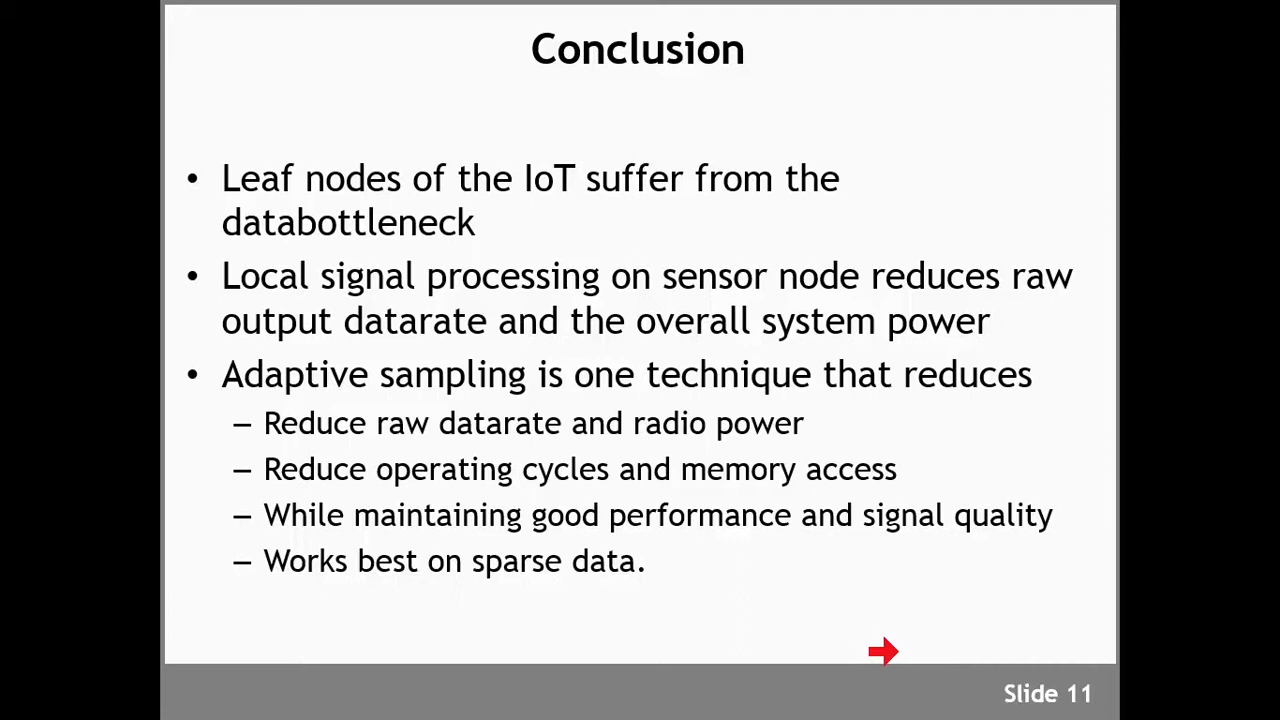 Conclusion
• Leaf nodes of the IoT suffer from the
databottleneck
• Local signal processing on sensor node reduces raw
output datarate and the overall system power
• Adaptive sampling is one technique that reduces
– Reduce raw datarate and radio power
– Reduce operating cycles and memory access
– While maintaining good performance and signal quality
– Works best on sparse data.
Slide 11